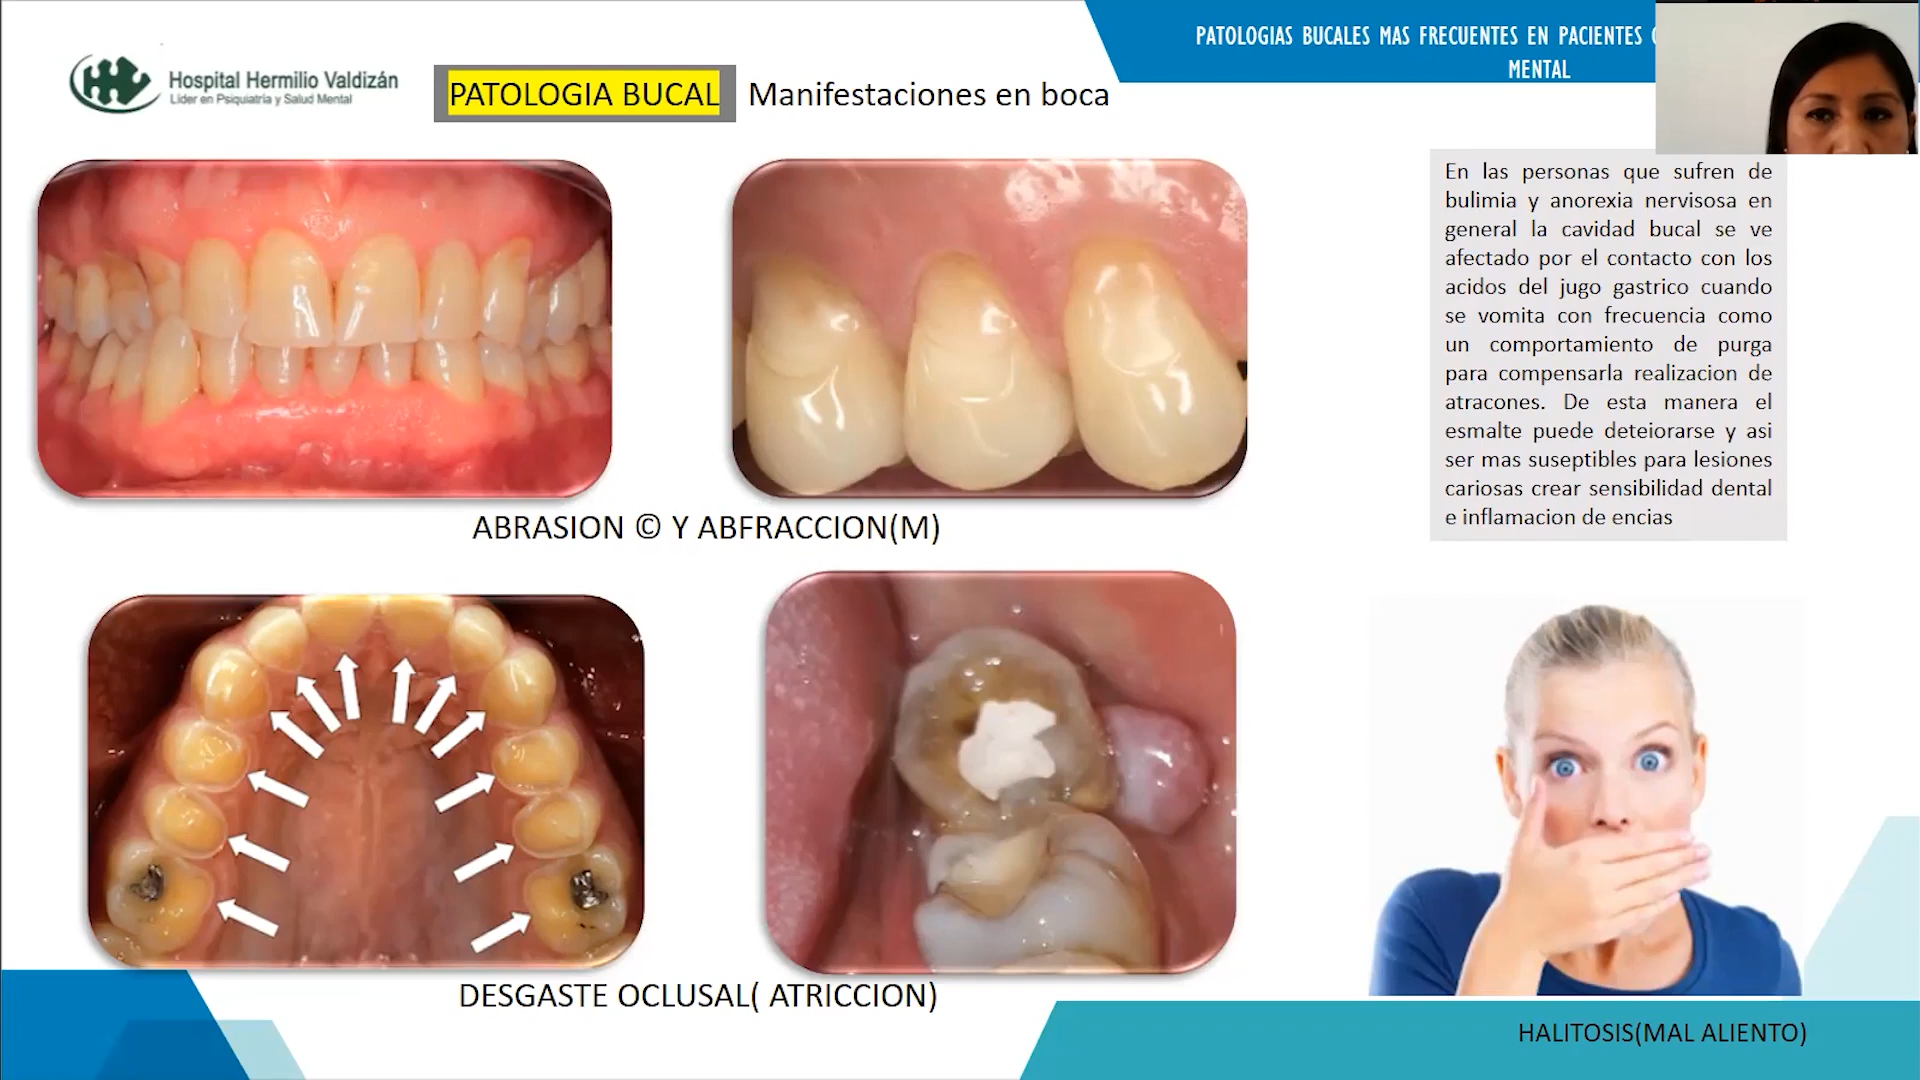 PATOLOGIAS BUCALES MAS FRECUENTES EN PACIENTES
MENTAL
Hospital Hermilio Valdizán
Líder en Psiquiatría y Salud Mental
PATOLOGIA BUCAL Manifestaciones en boca
En las personas que sufren de
bulimia y anorexia nervisosa en
general la cavidad bucal se ve
afectado por el contacto con los
acidos del jugo gastrico cuando
se vomita con frecuencia como
un comportamiento de purga
para compensarla realizacion de
atracones. De esta manera el
esmalte puede deteiorarse y asi
ser mas suseptibles para lesiones
cariosas crear sensibilidad dental
e inflamacion de encias
ABRASION © Y ABFRACCION(M)
DESGASTE OCLUSAL( ATRICCION)
HALITOSIS(MAL ALIENTO)